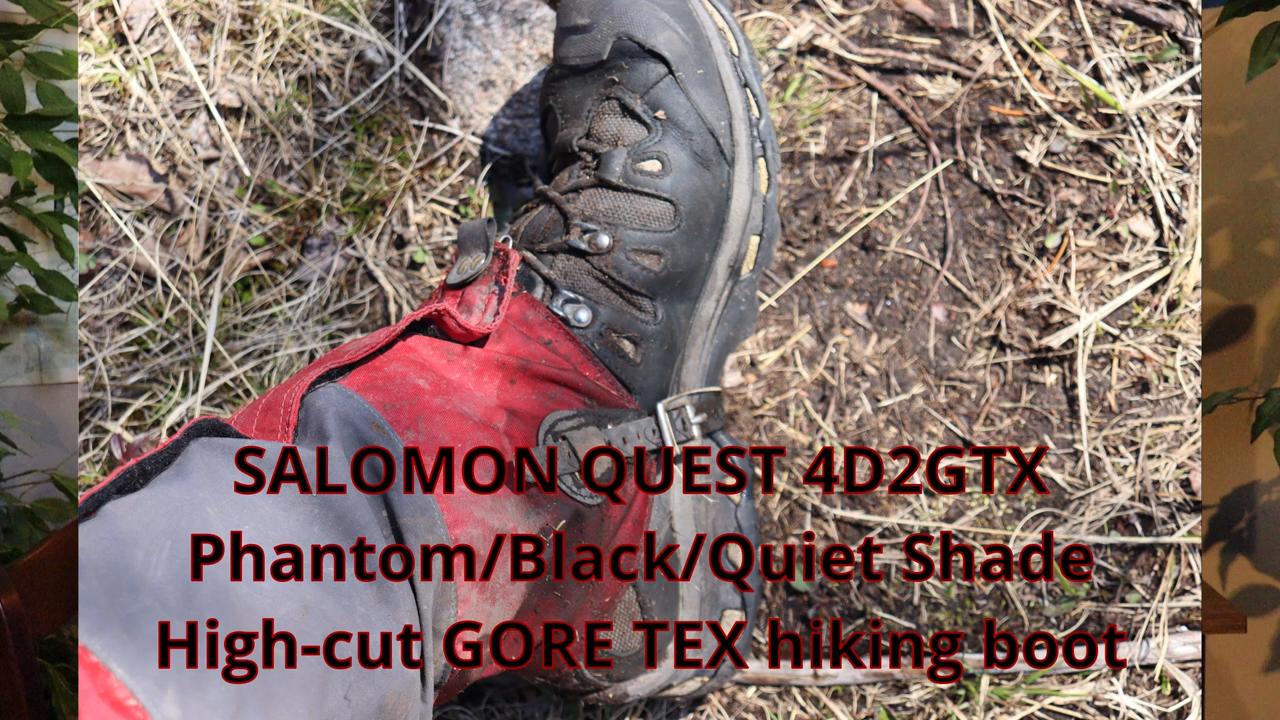 SALOMON QUEST 4D2GTX
Phantom/Black/Quiet Shade
High-cut GORE TEX hiking boot